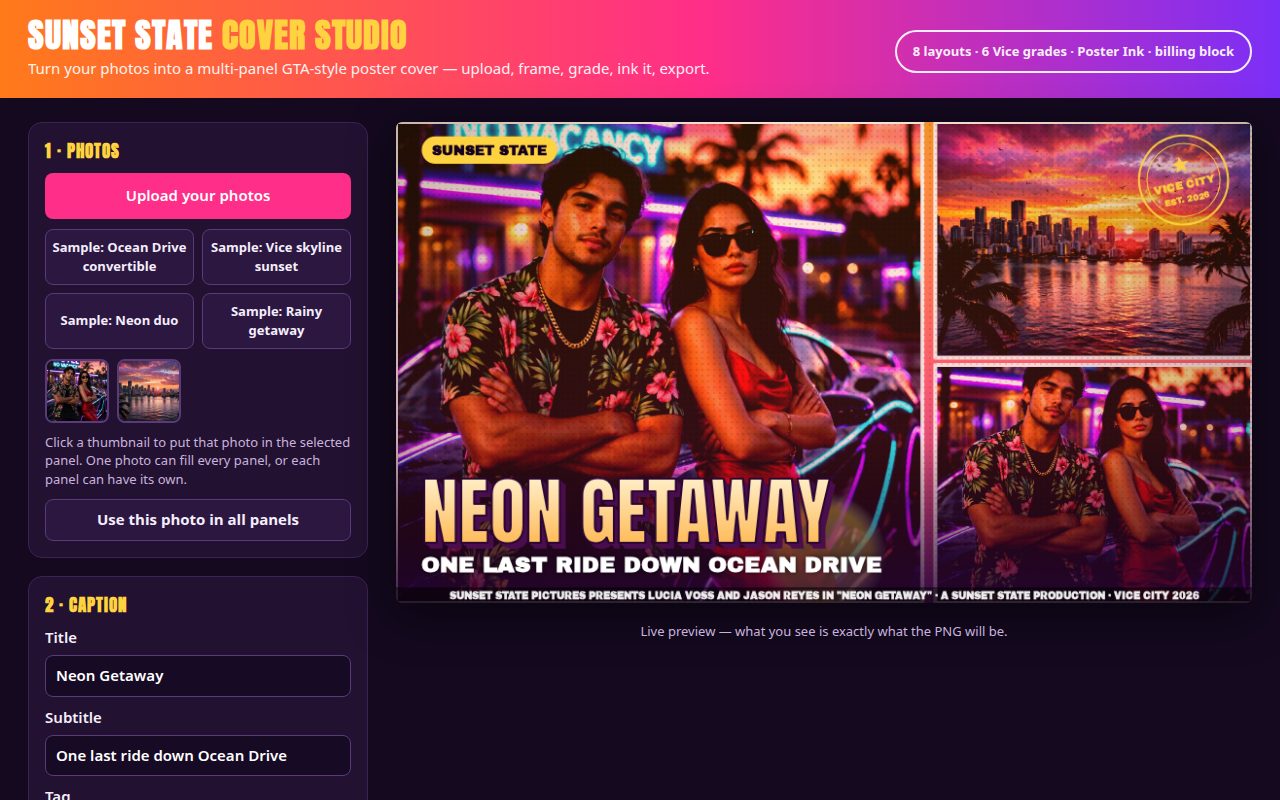 SUNSET STATE COVER STUDIO
Turn your photos into a multi-panel GTA-style poster cover — upload, frame, grade, ink it, export.
8 layouts · 6 Vice grades · Poster Ink · billing block
1 · PHOTOS
Upload your photos
Sample: Ocean Drive
convertible
Sample: Vice skyline
sunset
Sample: Neon duo
Sample: Rainy
getaway
Click a thumbnail to put that photo in the selected
panel. One photo can fill every panel, or each
panel can have its own.
Use this photo in all panels
2 · CAPTION
Title
Neon Getaway
Subtitle
One last ride down Ocean Drive
Tag
NO VACANCY
SUNSET STATE
VICE CITY
EST. 2026
NEON GETAWAY
ONE LAST RIDE DOWN OCEAN DRIVE
SUNSET STATE PICTURES PRESENTS LUCIA VOSS AND JASON REYES IN "NEON GETAWAY" · A SUNSET STATE PRODUCTION · VICE CITY 2026
Live preview — what you see is exactly what the PNG will be.